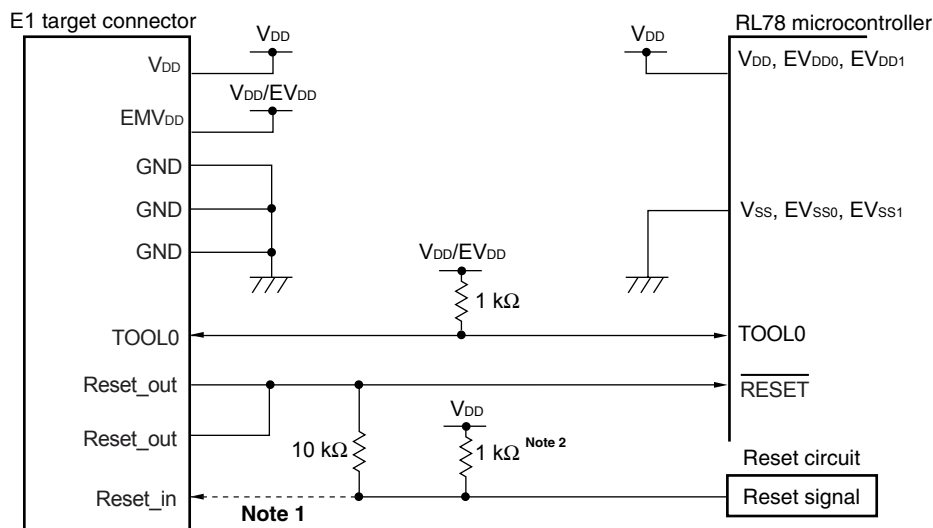 E1 target connector
RL78 microcontroller
VDD
VDD
VDD
VDD, EVDD0, EVDD1
VDD/EVDD
EMVDD
GND
GND
VSS, EVSS0, EVSS1
GND
VDD/EVDD
1 kΩ
TOOL0
TOOL0
Reset_out
RESET
VDD
Reset_out
10 kΩ
1 kΩ Note 2
Reset circuit
Reset_in
Reset signal
Note 1